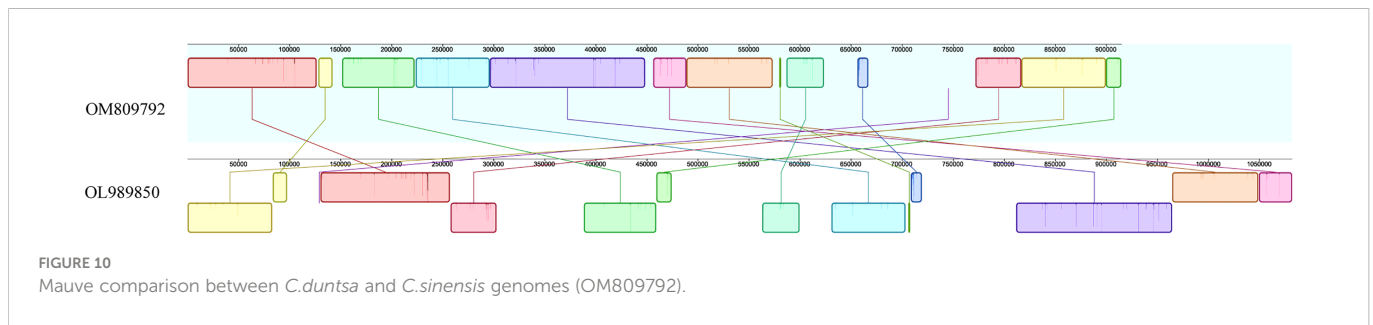 50000 100000 150000 200000 250000 300000 350000 400000 450000 500000 550000 600000 650000 700000 750000 800000 850000 900000
OM809792
50000 100000 150000 200000 250000 300000 350000 400000 450000 500000 550000 600000 650000 700000 750000 800000 850000 900000 950000 1000000 1050000
OL989850
FIGURE 10
Mauve comparison between C.duntsa and C.sinensis genomes (OM809792).